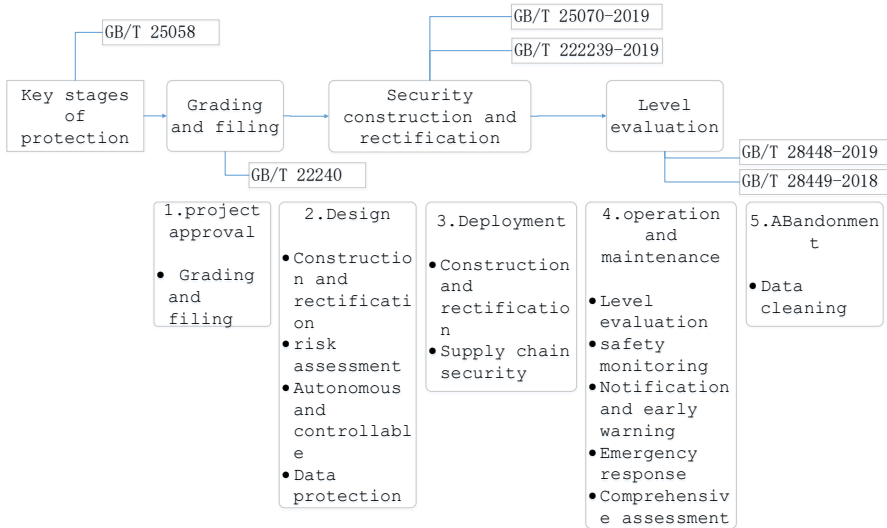 GB/T 25058
GB/T 25070-2019
GB/T 222239-2019
Key stages
of
protection
Grading
and filing
Security
construction and
rectification
Level
evaluation
GB/T 22240
GB/T 28448-2019
GB/T 28449-2018
1.project
approval
• Grading
and
filing
2.Design
•Constructio
n and
rectificati
on
•risk
assessment
•Autonomous
and
controllabl
e
•Data
protection
3.Deployment
•Construction
and
rectificatio
n
•Supply chain
security
4.operation
and
maintenance
•Level
evaluation
•safety
monitoring
•Notification
and early
warning
•Emergency
response
•Comprehensiv
e assessment
5.ABandonmen
t
•Data
cleaning